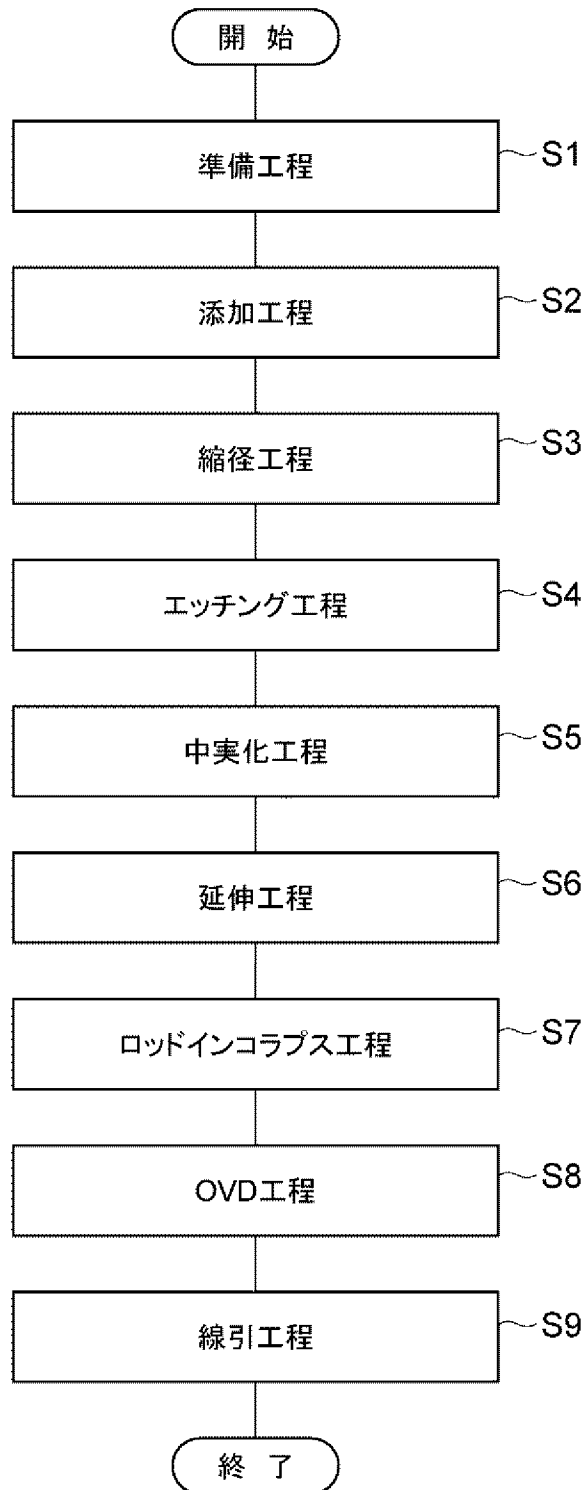 開 始
準備工程 S1
添加工程 S2
縮径工程 S3
エッチング工程 S4
中実化工程 S5
延伸工程 S6
ロッドインコラプス工程 S7
OVD工程 S8
線引工程 S9
終 了